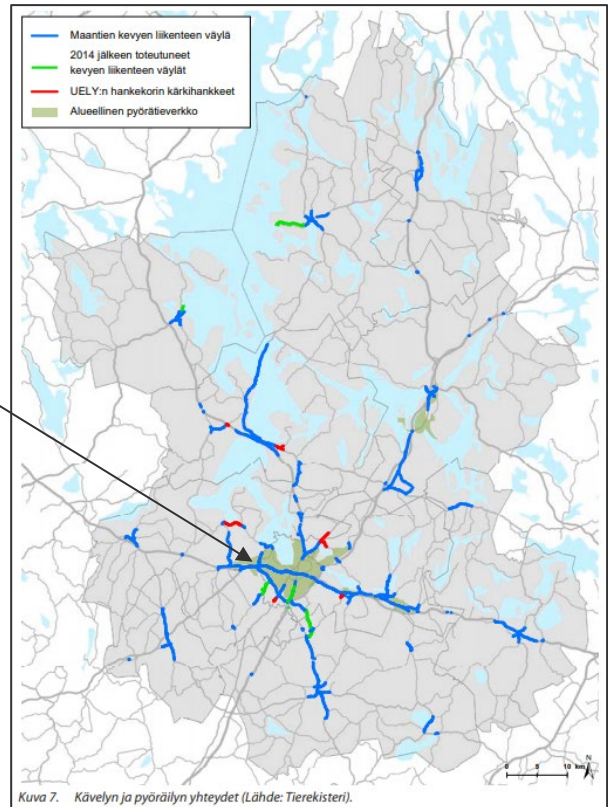 Maantien kevyen liikenteen väylä
2014 jälkeen toteutuneet
kevyen liikenteen väylät
UELY:n hankekorin kärkihankkeet
Alueellinen pyörätieverkko
N
0 5 10 km
Kuva 7. Kävelyn ja pyöräilyn yhteydet (Lähde: Tierekisteri).